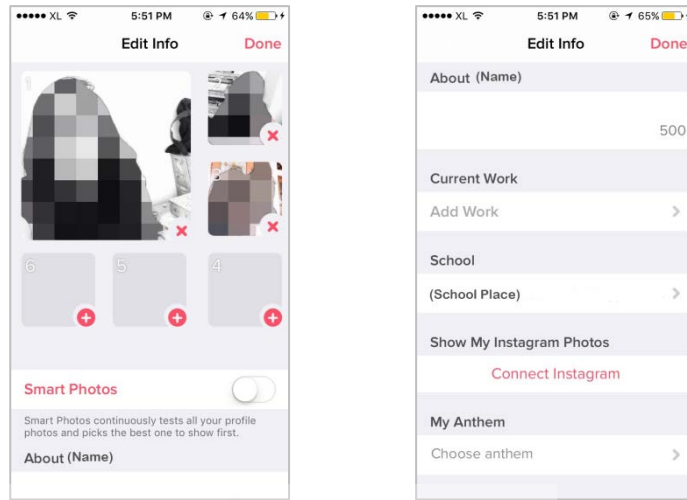 ●●●●● XL 5:51 PM 64%
Edit Info Done
1
6 5 4
Smart Photos
Smart Photos continuously tests all your profile
photos and picks the best one to show first.
About (Name)
●●●●● XL 5:51 PM 65%
Edit Info Done
About (Name)
500
Current Work
Add Work
School
(School Place)
Show My Instagram Photos
Connect Instagram
My Anthem
Choose anthem